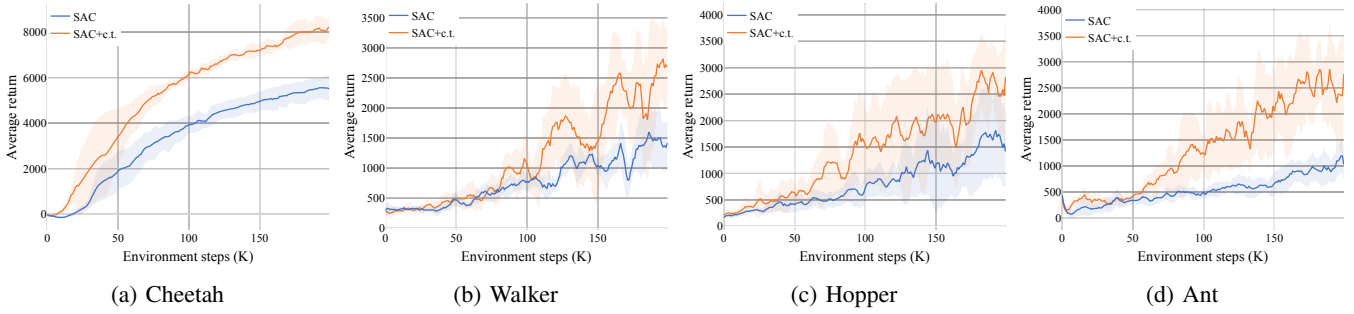 SAC
SAC+c.t.
8000
6000
4000
2000
0
50
100
150
Average return
Environment steps (K)
(a) Cheetah
SAC
SAC+c.t.
3500
3000
2500
2000
1500
1000
500
0
0
50
100
150
Average return
Environment steps (K)
(b) Walker
SAC
SAC+c.t.
4000
3500
3000
2500
2000
1500
1000
500
0
0
50
100
150
Average return
Environment steps (K)
(c) Hopper
SAC
SAC+c.t.
4000
3500
3000
2500
2000
1500
1000
500
0
0
50
100
150
Average return
Environment steps (K)
(d) Ant